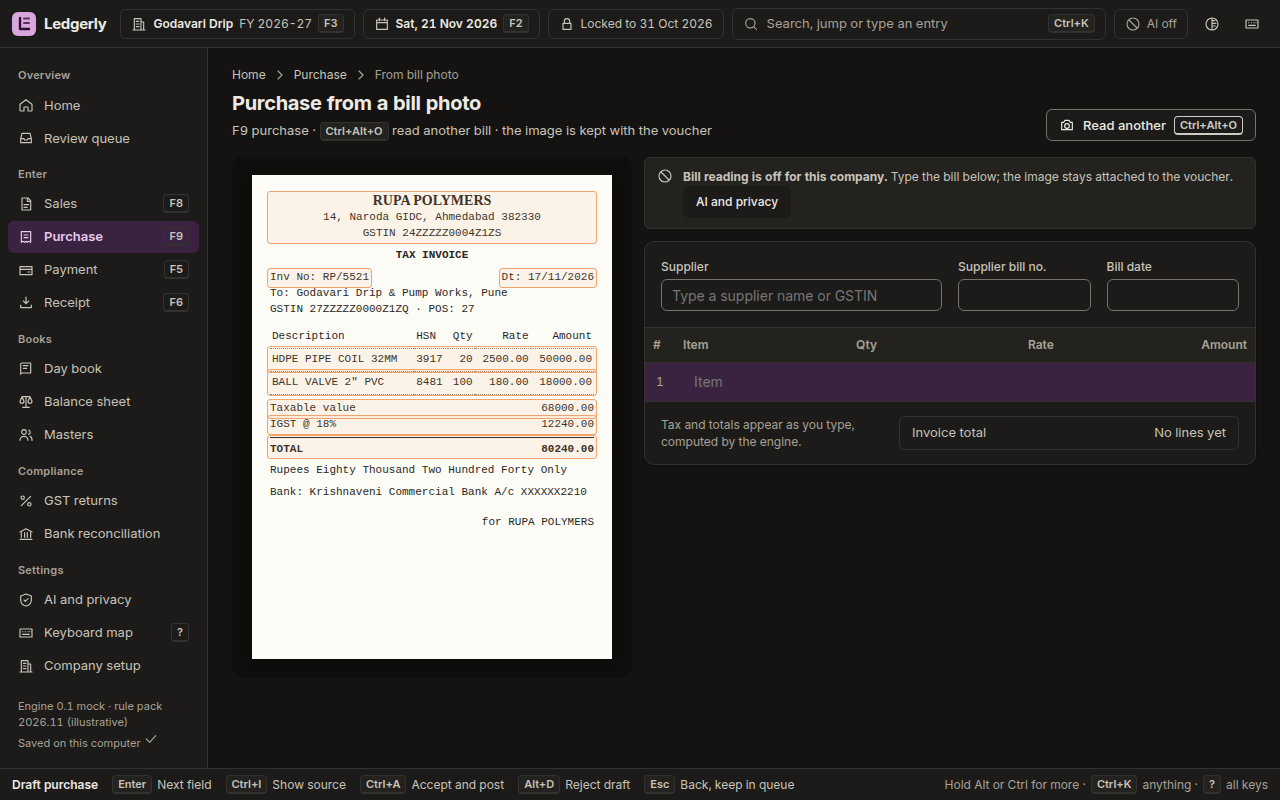 Ledgerly
Godavari Drip FY 2026-27 F3
Sat, 21 Nov 2026 F2
Locked to 31 Oct 2026
Search, jump or type an entry Ctrl+K
AI off
Overview
Home
Review queue
Enter
Sales F8
Purchase F9
Payment F5
Receipt F6
Books
Day book
Balance sheet
Masters
Compliance
GST returns
Bank reconciliation
Settings
AI and privacy
Keyboard map ?
Company setup
Engine 0.1 mock · rule pack
2026.11 (illustrative)
Saved on this computer
Home > Purchase > From bill photo
Purchase from a bill photo
F9 purchase · Ctrl+Alt+O read another bill · the image is kept with the voucher
Read another Ctrl+Alt+O
RUPA POLYMERS
14, Naroda GIDC, Ahmedabad 382330
GSTIN 24ZZZZZ0004Z1ZS
TAX INVOICE
Inv No: RP/5521 Dt: 17/11/2026
To: Godavari Drip & Pump Works, Pune
GSTIN 27ZZZZZ0000Z1ZQ · POS: 27
Description HSN Qty Rate Amount
HDPE PIPE COIL 32MM 3917 20 2500.00 50000.00
BALL VALVE 2" PVC 8481 100 180.00 18000.00
Taxable value 68000.00
IGST @ 18% 12240.00
TOTAL 80240.00
Rupees Eighty Thousand Two Hundred Forty Only
Bank: Krishnaveni Commercial Bank A/c XXXXXX2210
for RUPA POLYMERS
Bill reading is off for this company. Type the bill below; the image stays attached to the voucher.
AI and privacy
Supplier Supplier bill no. Bill date
Type a supplier name or GSTIN
# Item Qty Rate Amount
1 Item
Tax and totals appear as you type,
computed by the engine.
Invoice total No lines yet
Draft purchase Enter Next field Ctrl+I Show source Ctrl+A Accept and post Alt+D Reject draft Esc Back, keep in queue Hold Alt or Ctrl for more · Ctrl+K anything · ? all keys